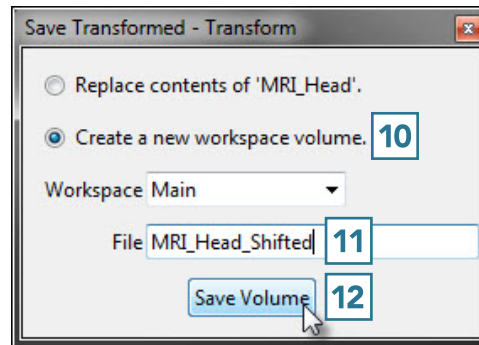 Save Transformed - Transform x
Replace contents of 'MRI_Head'.
Create a new workspace volume. 10
Workspace Main
File MRI_Head_Shifted 11
Save Volume 12